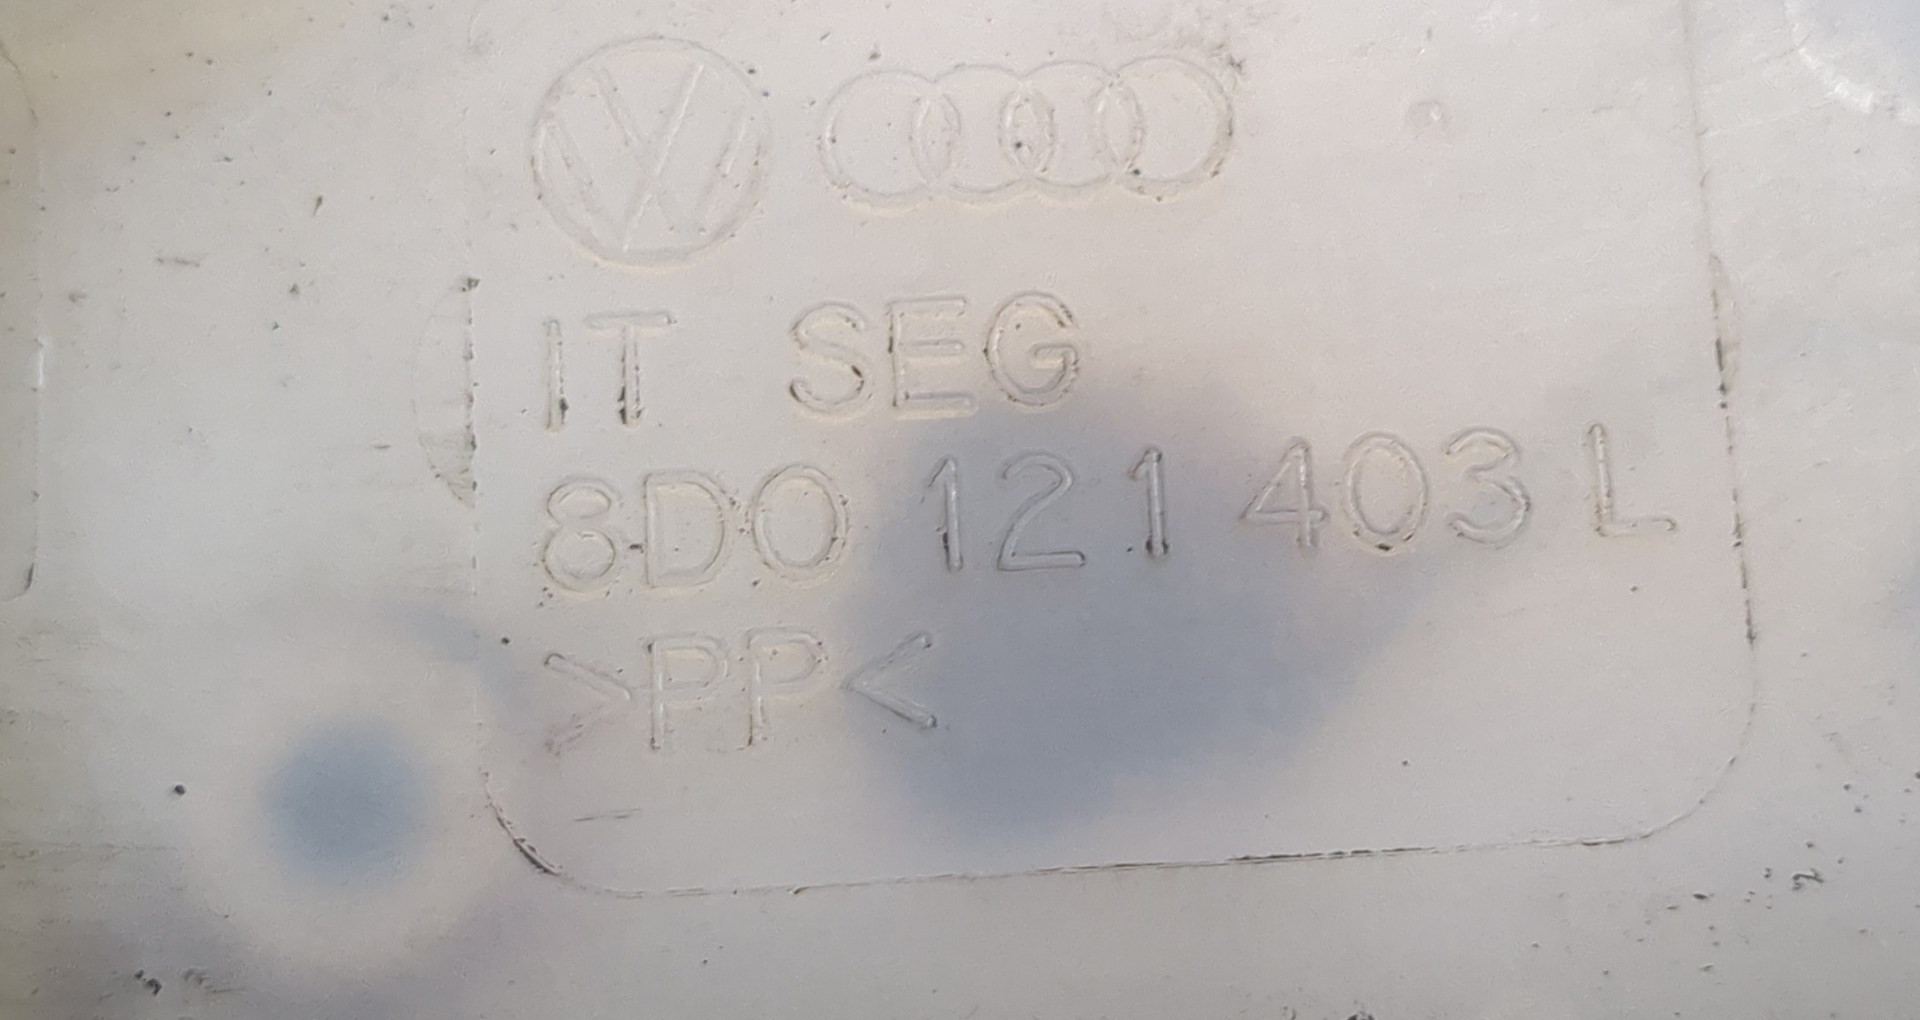 IT SEG
8D0 121 403 L
>PP<